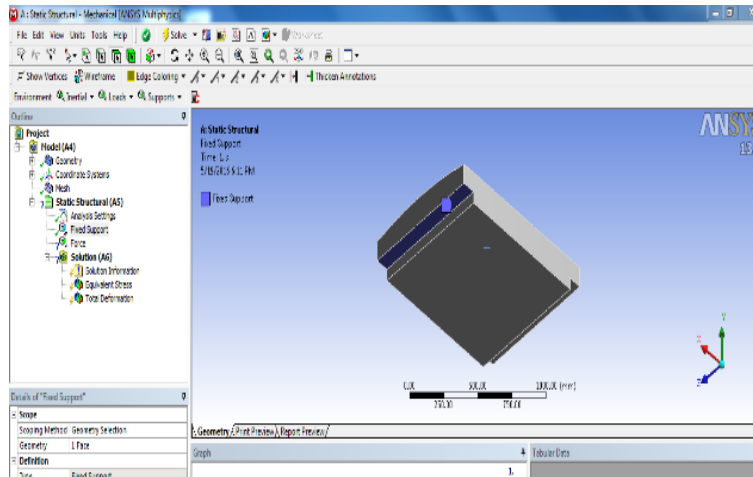 A : Static Structural - Mechanical [ANSYS Multiphysics]
File Edit View Units Tools Help Solve Worksheet
Show Vertices Wireframe Edge Coloring Thicken Annotations
Environment Inertial Loads Supports
Outline
Project
Model (A4)
Geometry
Coordinate Systems
Mesh
Static Structural (A5)
Analysis Settings
Fixed Support
Force
Solution (A6)
Solution Information
Equivalent Stress
Total Deformation
A: Static Structural
Fixed Support
Time: 1. s
Fixed Support
ANSYS
0.00 500.00 1000.00 (mm)
250.00 750.00
Geometry Print Preview Report Preview
Details of "Fixed Support"
Scope
Scoping Method Geometry Selection
Geometry 1 Face
Definition
Type Fixed Support
Graph
1.
Tabular Data